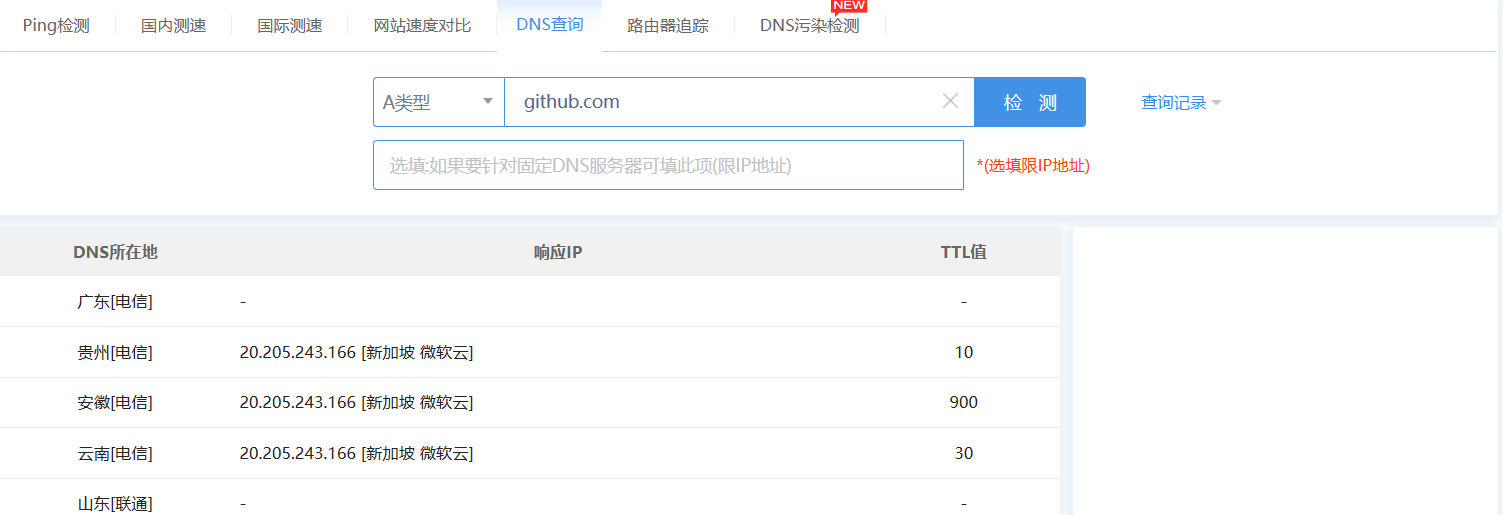 Ping检测 国内测速 国际测速 网站速度对比 DNS查询 路由器追踪 DNS污染检测 NEW
A类型 github.com 检 测 查询记录
选填:如果要针对固定DNS服务器可填此项(限IP地址) *(选填限IP地址)
DNS所在地 响应IP TTL值
广东[电信] - -
贵州[电信] 20.205.243.166 [新加坡 微软云] 10
安徽[电信] 20.205.243.166 [新加坡 微软云] 900
云南[电信] 20.205.243.166 [新加坡 微软云] 30
山东[联通] - -